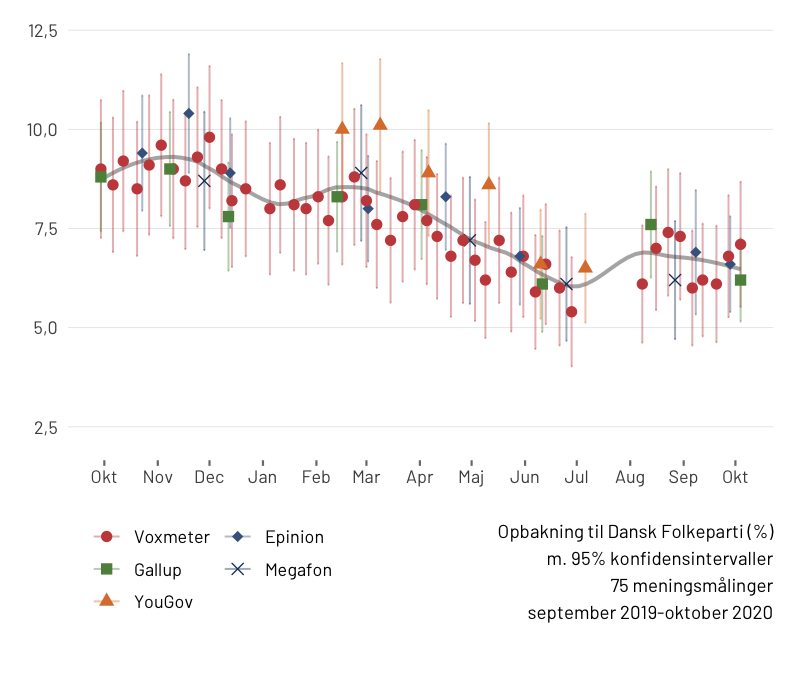 12,5
10,0
7,5
5,0
2,5
Okt Nov Dec Jan Feb Mar Apr Maj Jun Jul Aug Sep Okt
Voxmeter Epinion
Gallup Megafon
YouGov
Opbakning til Dansk Folkeparti (%)
m. 95% konfidensintervaller
75 meningsmålinger
september 2019-oktober 2020